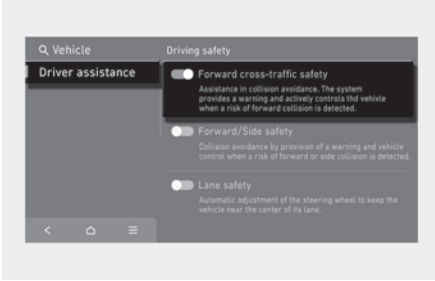 Vehicle
Driving safety
Driver assistance
Forward cross-traffic safety
Assistance in collision avoidance. The system
provides a warning and actively controls thd vehivle
when a risk of forward collision is detected.
Forward/Side safety
Collision avoidance by provision of a warning and vehicle
control when a risk of forward or side collision is detected.
Lane safety
Automatic adjustment of the steering wheel to keep the
vehicle near the center of its lane.